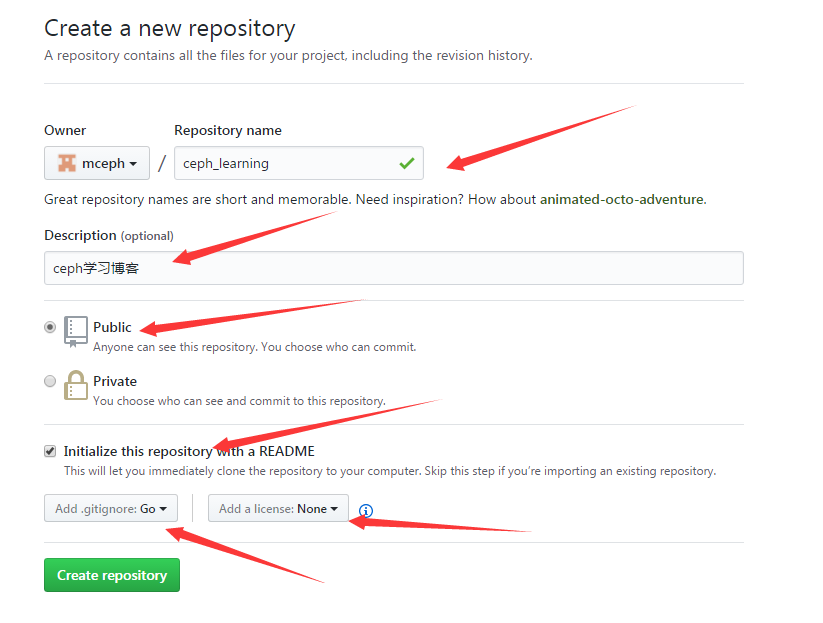 Create a new repository
A repository contains all the files for your project, including the revision history.
Owner Repository name
mceph / ceph_learning
Great repository names are short and memorable. Need inspiration? How about animated-octo-adventure.
Description (optional)
ceph学习博客
Public
Anyone can see this repository. You choose who can commit.
Private
You choose who can see and commit to this repository.
Initialize this repository with a README
This will let you immediately clone the repository to your computer. Skip this step if you're importing an existing repository.
Add .gitignore: Go Add a license: None
Create repository